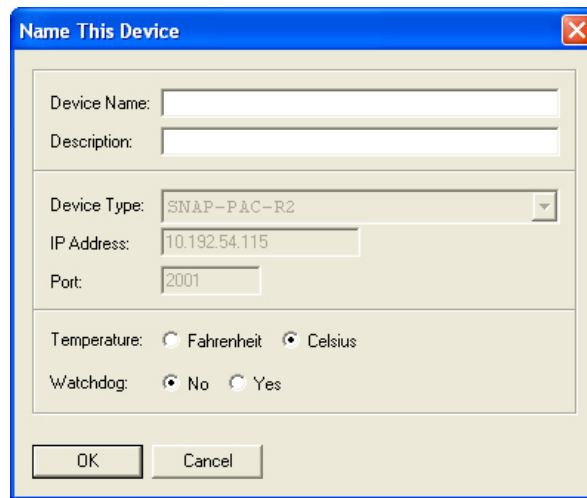 Name This Device
Device Name:
Description:
Device Type: SNAP-PAC-R2
IP Address: 10.192.54.115
Port: 2001
Temperature: Fahrenheit Celsius
Watchdog: No Yes
OK Cancel